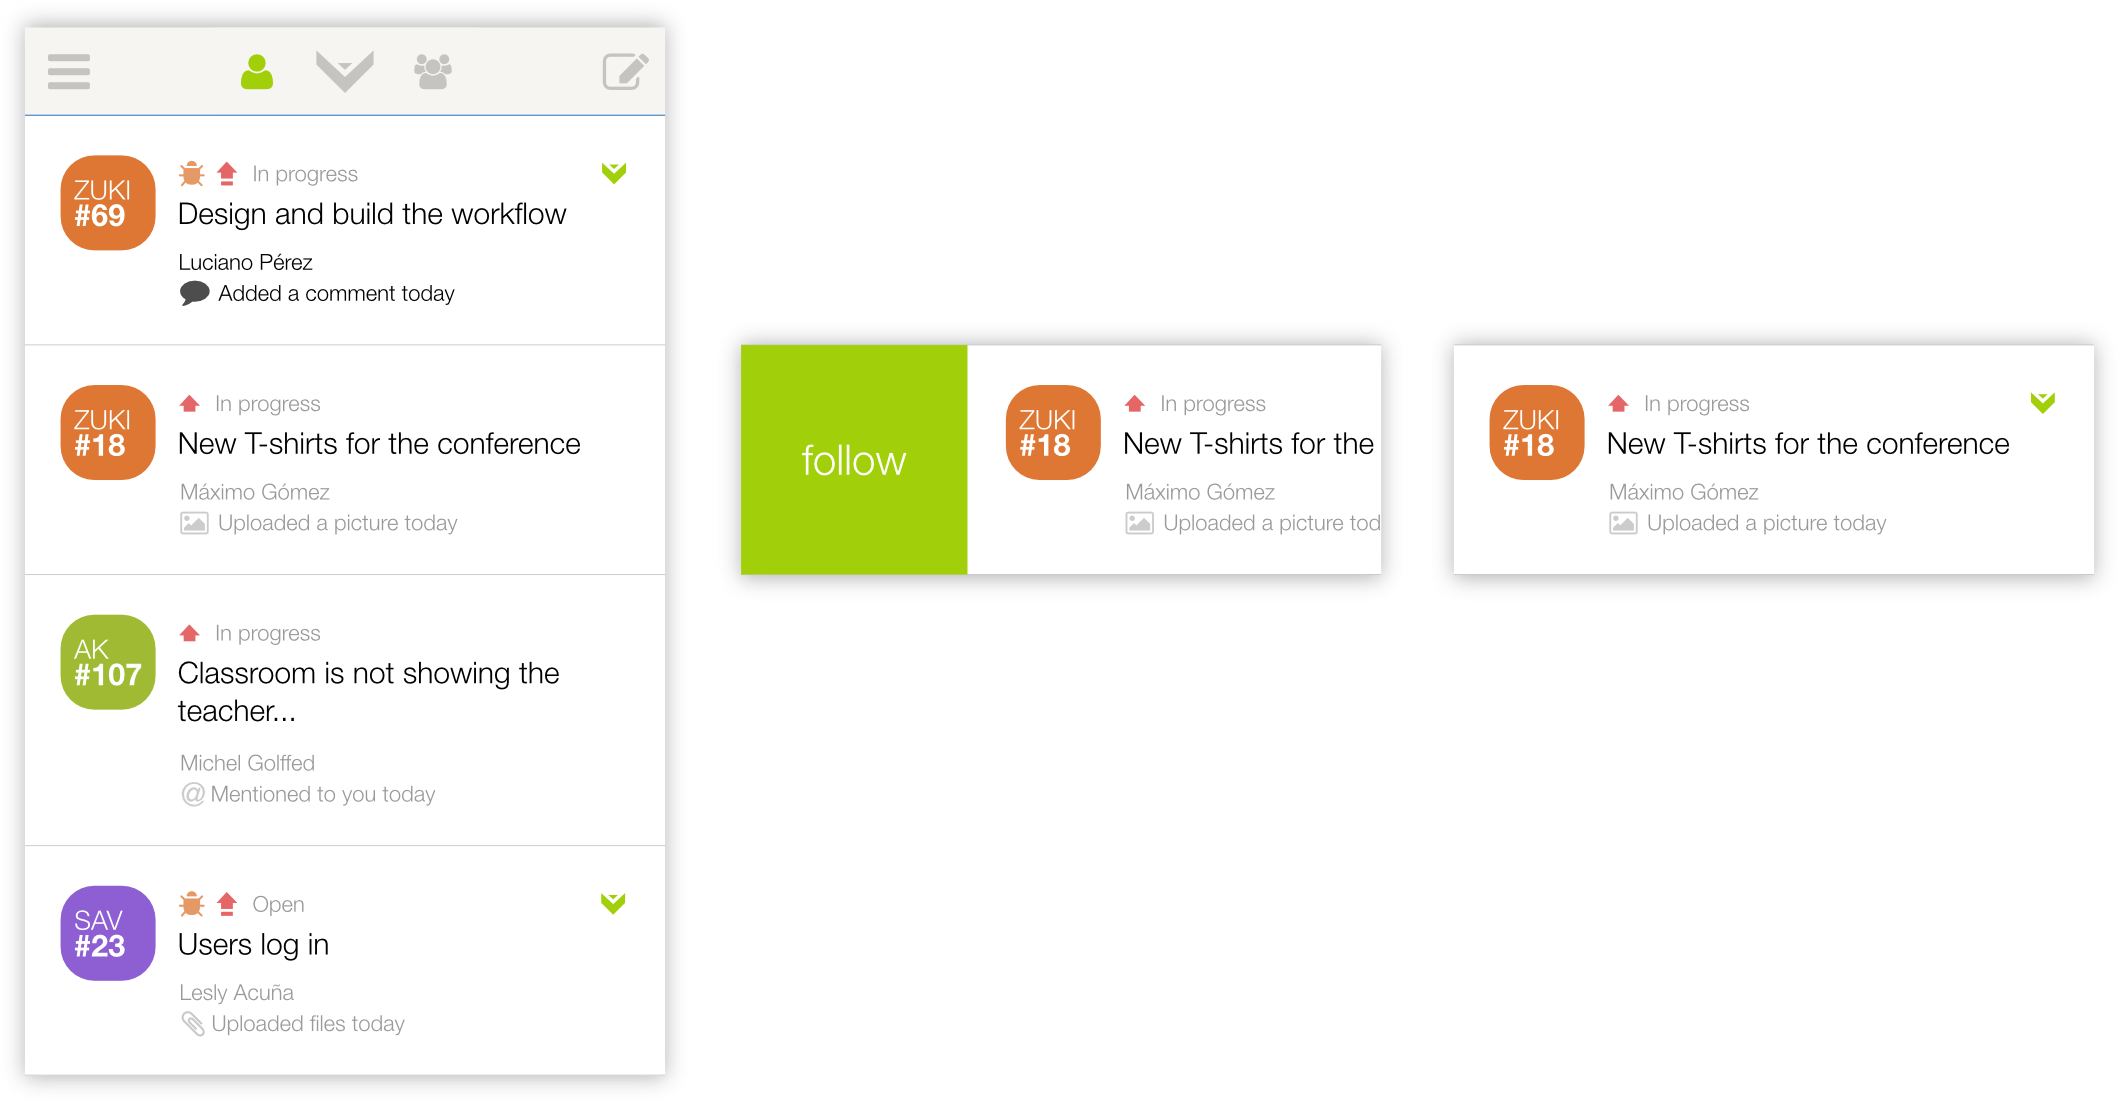 ZUKI
#69
In progress
Design and build the workflow
Luciano Pérez
Added a comment today
ZUKI
#18
In progress
New T-shirts for the conference
Máximo Gómez
Uploaded a picture today
AK
#107
In progress
Classroom is not showing the
teacher...
Michel Golffed
@ Mentioned to you today
SAV
#23
Open
Users log in
Lesly Acuña
Uploaded files today
follow
ZUKI
#18
In progress
New T-shirts for the
Máximo Gómez
Uploaded a picture tod
ZUKI
#18
In progress
New T-shirts for the conference
Máximo Gómez
Uploaded a picture today